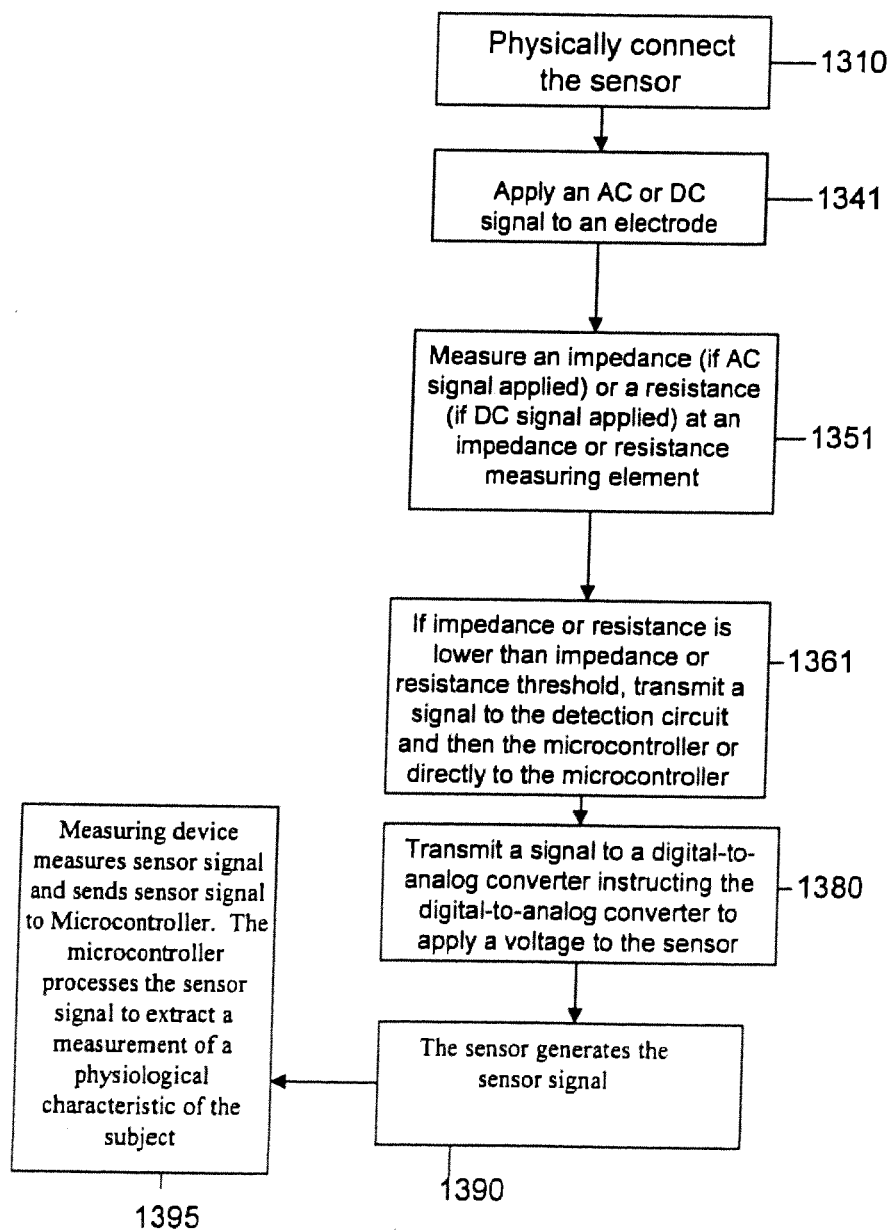 Physically connect
the sensor
1310
Apply an AC or DC
signal to an electrode
1341
Measure an impedance (if AC
signal applied) or a resistance
(if DC signal applied) at an
impedance or resistance
measuring element
1351
If impedance or resistance is
lower than impedance or
resistance threshold, transmit a
signal to the detection circuit
and then the microcontroller or
directly to the microcontroller
1361
Transmit a signal to a digital-to-
analog converter instructing the
digital-to-analog converter to
apply a voltage to the sensor
1380
The sensor generates the
sensor signal
1390
Measuring device
measures sensor signal
and sends sensor signal
to Microcontroller. The
microcontroller
processes the sensor
signal to extract a
measurement of a
physiological
characteristic of the
subject
1395